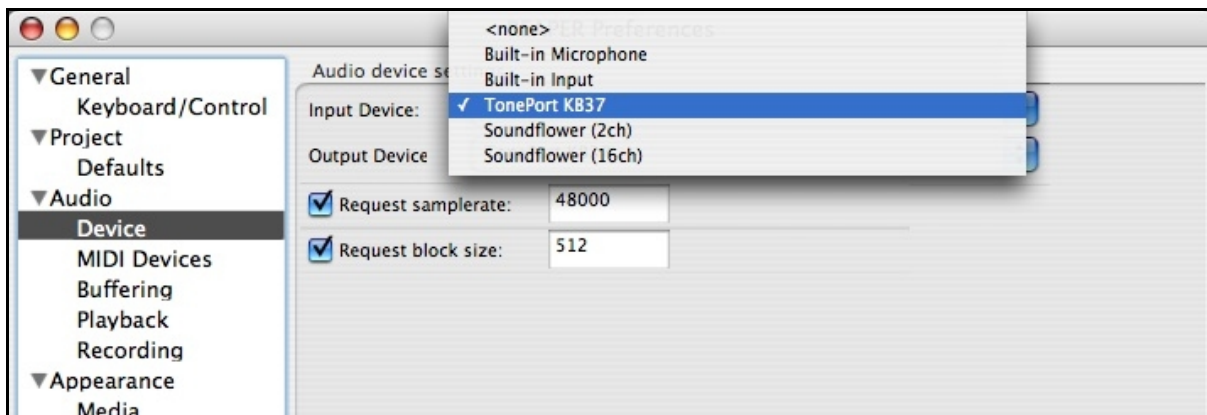 REAPER Preferences
<none>
Built-in Microphone
Built-in Input
✓ TonePort KB37
Soundflower (2ch)
Soundflower (16ch)
▼General
Keyboard/Control
▼Project
Defaults
▼Audio
Device
MIDI Devices
Buffering
Playback
Recording
▼Appearance
Media
Audio device se
Input Device:
Output Device
Request samplerate: 48000
Request block size: 512